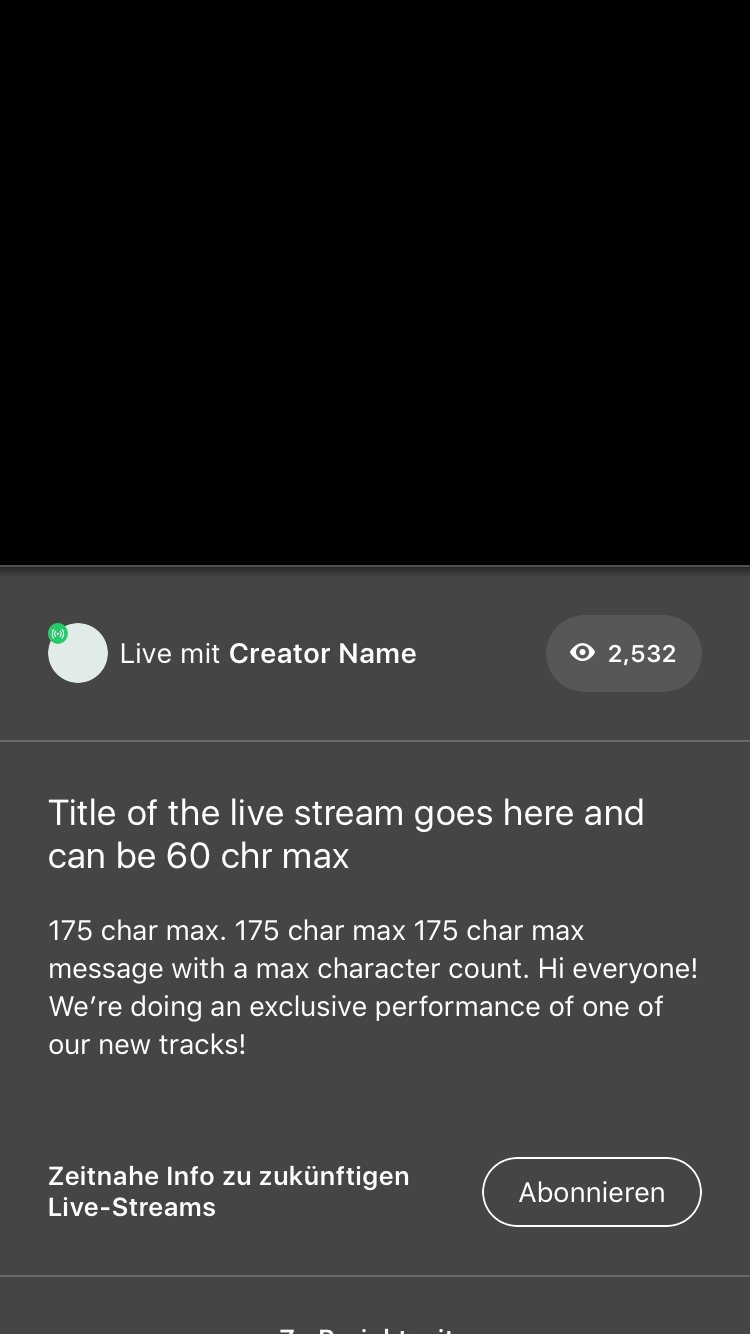 Live mit Creator Name
2,532
Title of the live stream goes here and
can be 60 chr max
175 char max. 175 char max 175 char max
message with a max character count. Hi everyone!
We’re doing an exclusive performance of one of
our new tracks!
Zeitnahe Info zu zukünftigen
Live-Streams
Abonnieren